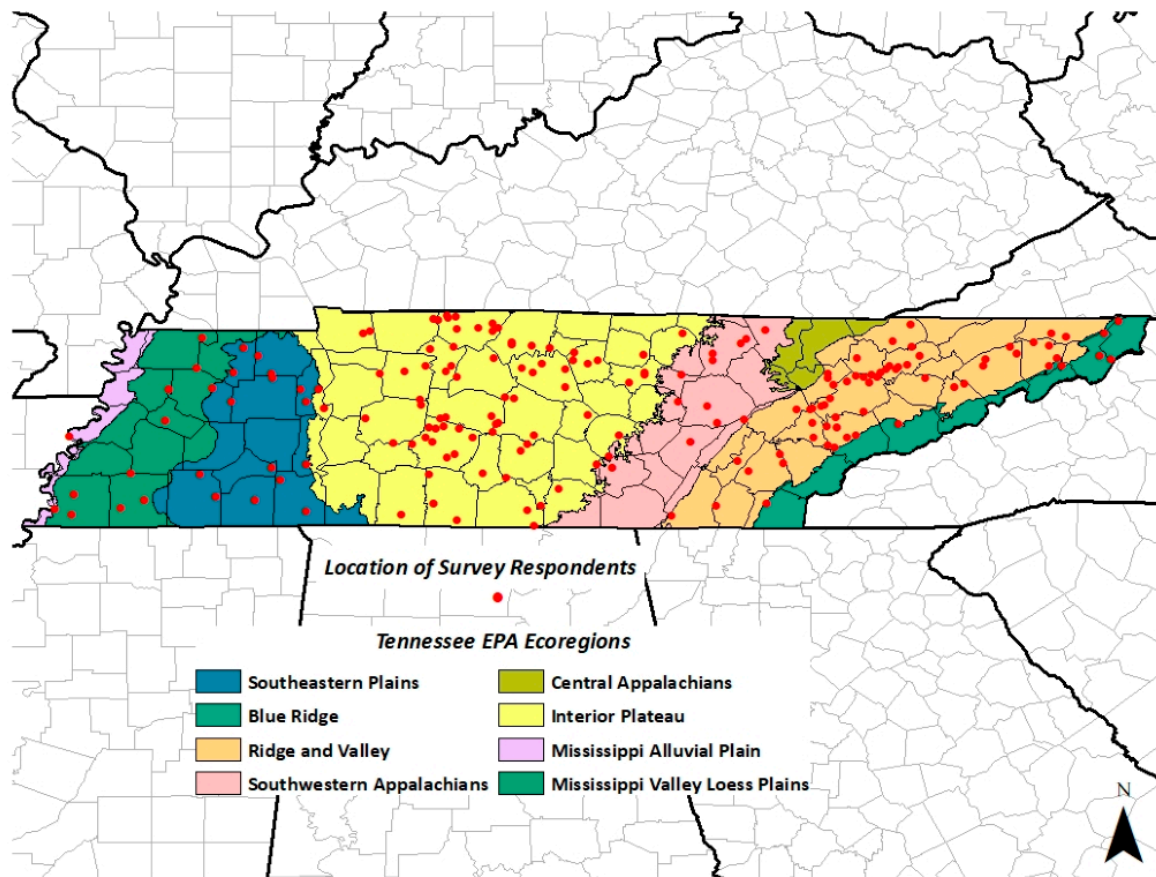 Location of Survey Respondents
Tennessee EPA Ecoregions
Southeastern Plains
Central Appalachians
Blue Ridge
Interior Plateau
Ridge and Valley
Mississippi Alluvial Plain
Southwestern Appalachians
Mississippi Valley Loess Plains
N